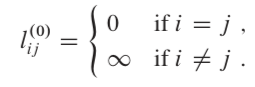 l_{ij}^{(0)} = { 0 if i = j ,
∞ if i ≠ j .